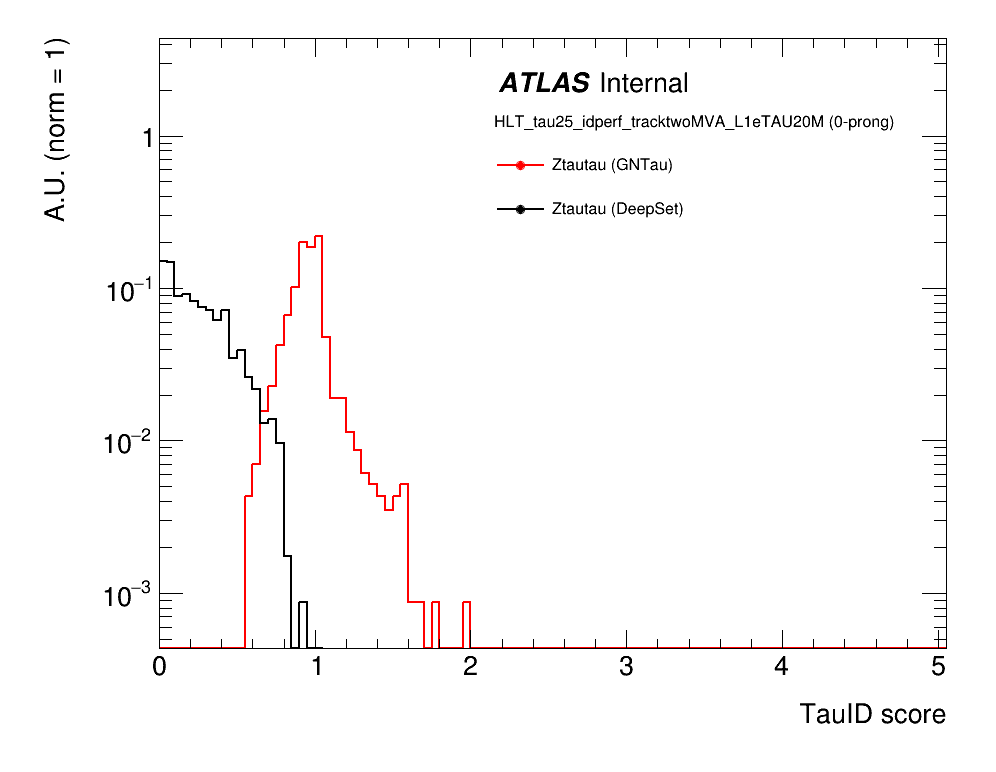 A.U. (norm = 1)
ATLAS Internal
HLT_tau25_idperf_tracktwoMVA_L1eTAU20M (0-prong)
Ztautau (GNTau)
Ztautau (DeepSet)
1
10⁻¹
10⁻²
10⁻³
0 1 2 3 4 5
TauID score